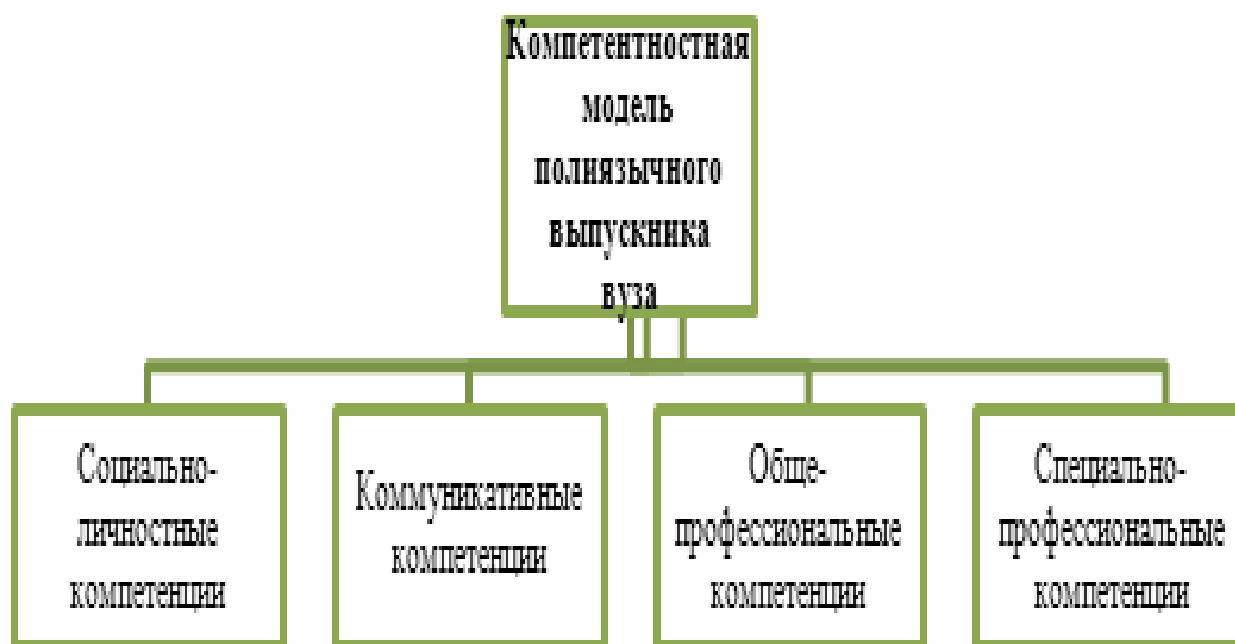 Компетентностная
модель
полиязычного
выпускника
вуза
Социально-
личностные
компетенции
Коммуникативные
компетенции
Обще-
профессиональные
компетенции
Специально-
профессиональные
компетенции